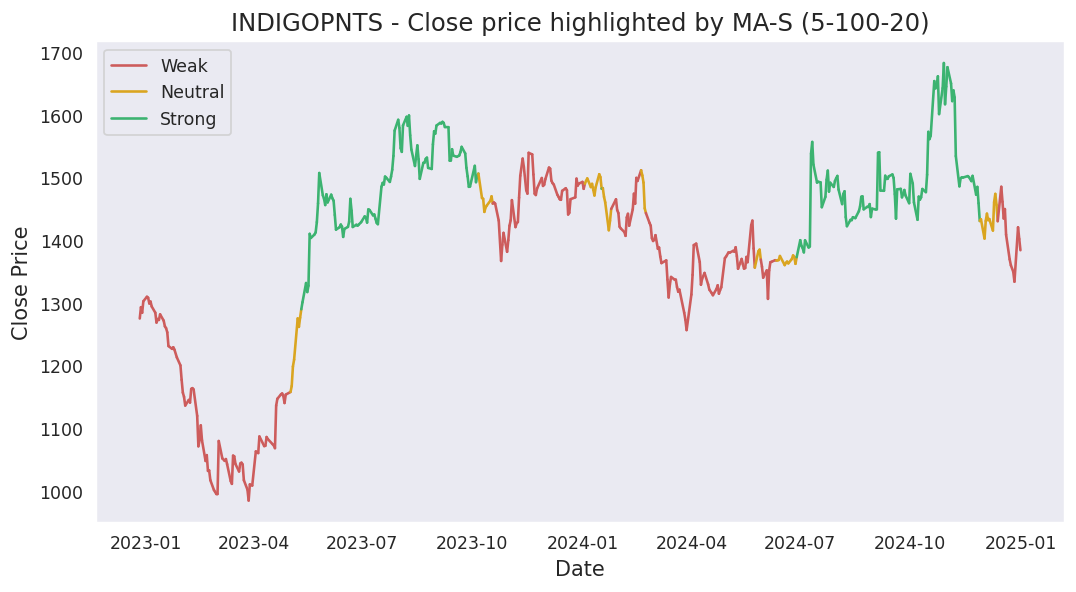 INDIGOPNTS - Close price highlighted by MA-S (5-100-20)
Weak
Neutral
Strong
Close Price
1700
1600
1500
1400
1300
1200
1100
1000
2023-01 2023-04 2023-07 2023-10 2024-01 2024-04 2024-07 2024-10 2025-01
Date